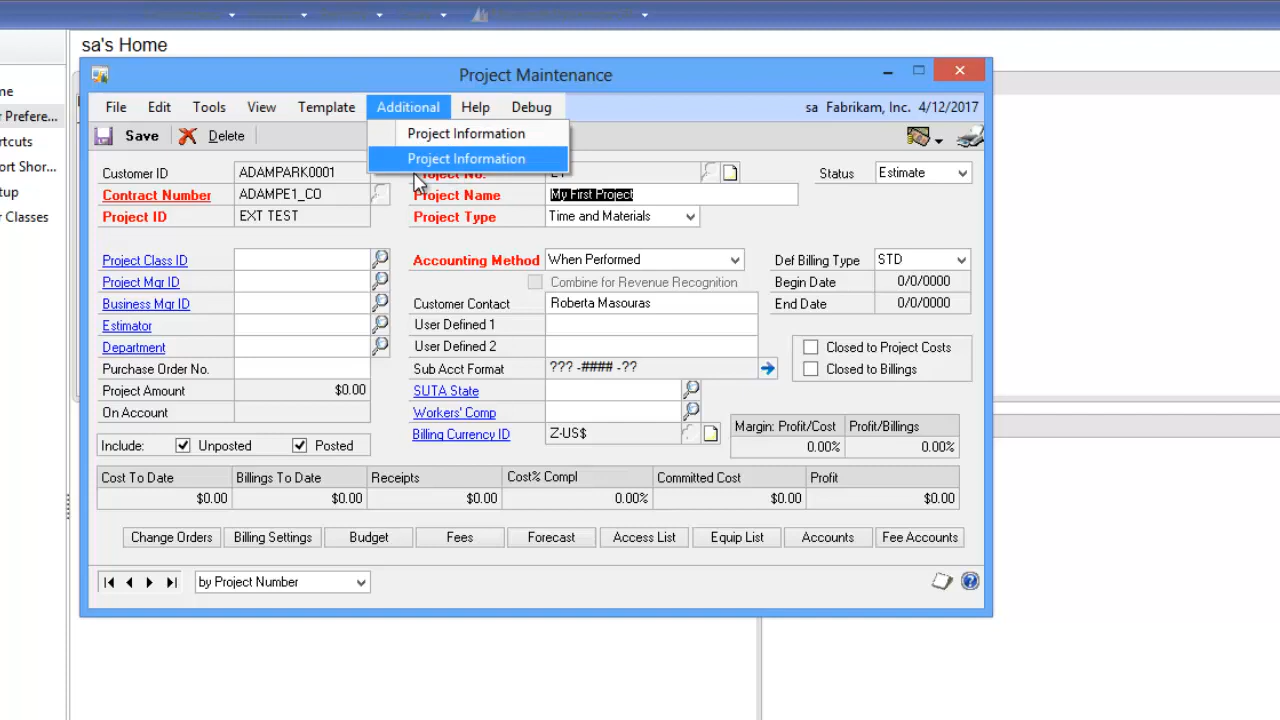 sa's Home
me
r Prefere...
rtcuts
ort Shor...
tup
r Classes
Project Maintenance
File Edit Tools View Template Additional Help Debug sa Fabrikam, Inc. 4/12/2017
Save Delete
Project Information
Project Information
Customer ID ADAMPARK0001 Project No. Status Estimate
Contract Number ADAMPE1_CO Project Name My First Project
Project ID EXT TEST Project Type Time and Materials
Project Class ID Accounting Method When Performed Def Billing Type STD
Project Mgr ID Combine for Revenue Recognition Begin Date 0/0/0000
Business Mgr ID Customer Contact Roberta Masouras End Date 0/0/0000
Estimator User Defined 1
Department User Defined 2 Closed to Project Costs
Purchase Order No. Sub Acct Format ??? -#### -?? Closed to Billings
Project Amount $0.00 SUTA State
On Account Workers' Comp Margin: Profit/Cost Profit/Billings
Include: Unposted Posted Billing Currency ID Z-US$ 0.00% 0.00%
Cost To Date Billings To Date Receipts Cost% Compl Committed Cost Profit
$0.00 $0.00 $0.00 0.00% $0.00 $0.00
Change Orders Billing Settings Budget Fees Forecast Access List Equip List Accounts Fee Accounts
by Project Number